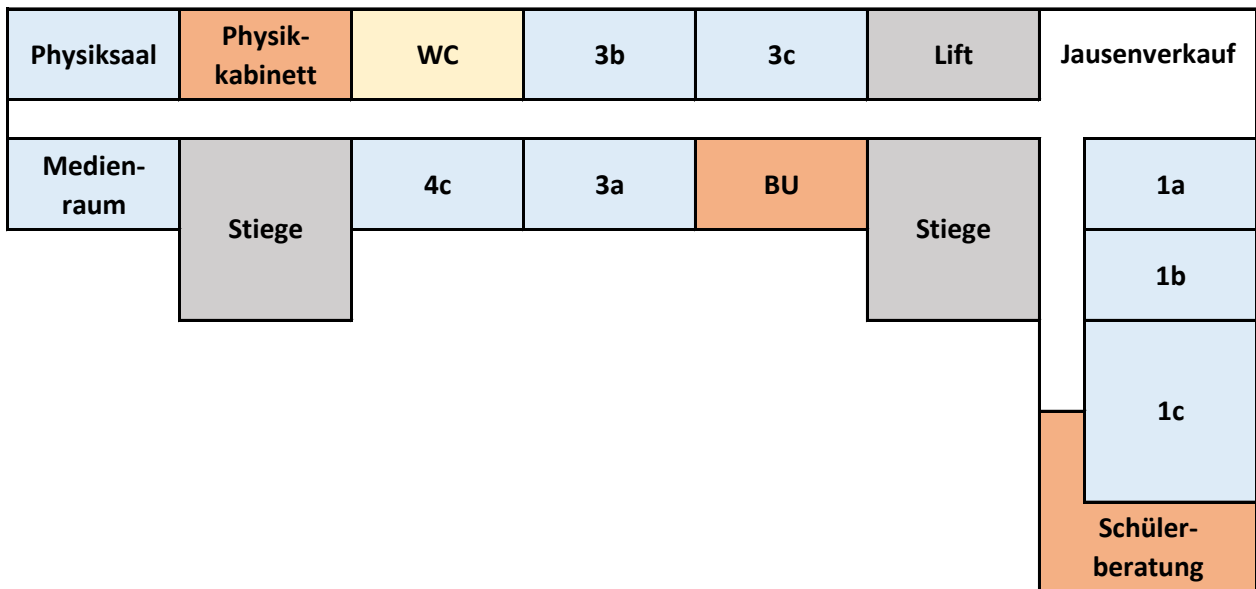 Physiksaal
Physik-
kabinett
WC
3b
3c
Lift
Jausenverkauf
Medien-
raum
Stiege
4c
3a
BU
Stiege
1a
1b
1c
Schüler-
beratung